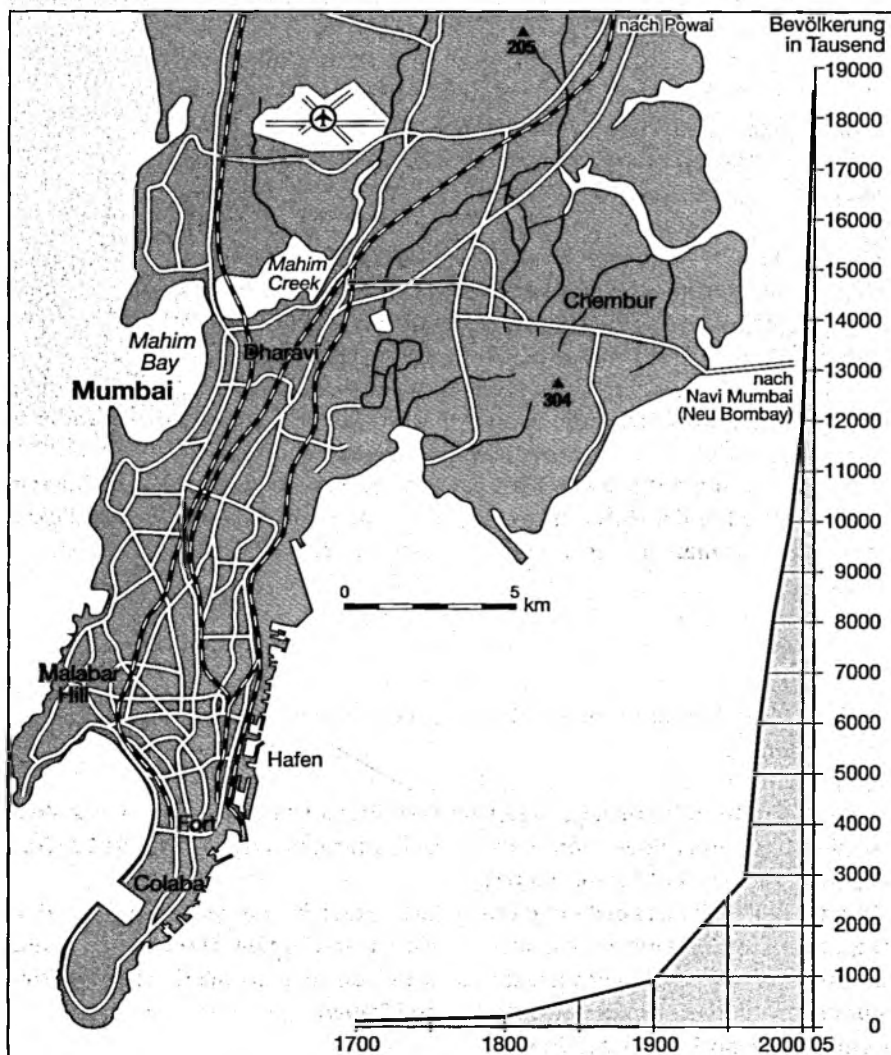 nach Powai
Bevölkerung
in Tausend
205
19000
18000
17000
16000
15000
14000
13000
12000
11000
10000
9000
8000
7000
6000
5000
4000
3000
2000
1000
0
Mahim
Creek
Chembur
Mahim
Bay
Dharavi
Mumbai
304
nach
Navi Mumbai
(Neu Bombay)
0 5
km
Malabar
Hill
Hafen
Fort
Colaba
1700 1800 1900 2000 05